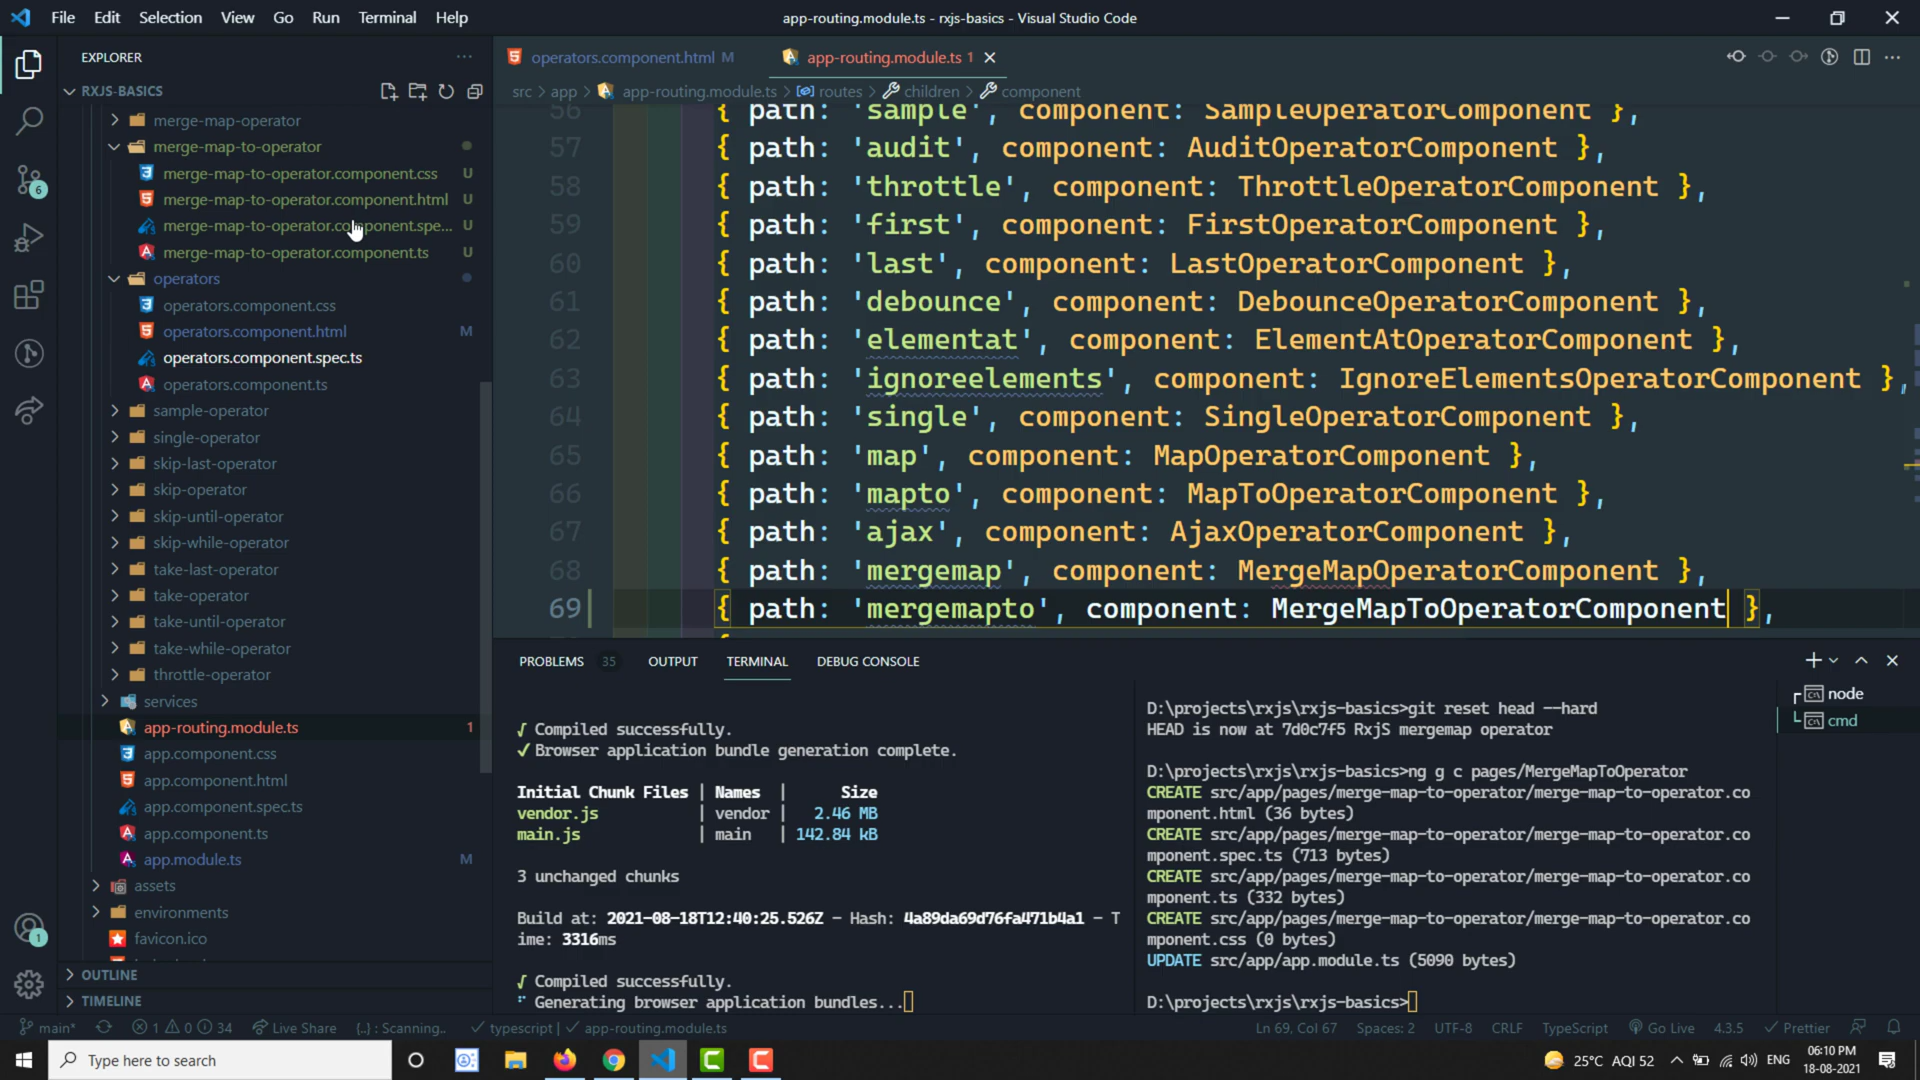 File Edit Selection View Go Run Terminal Help
app-routing.module.ts - rxjs-basics - Visual Studio Code
EXPLORER
RXJS-BASICS
merge-map-operator
merge-map-to-operator
merge-map-to-operator.component.css U
merge-map-to-operator.component.html U
merge-map-to-operator.component.spe... U
merge-map-to-operator.component.ts U
operators
operators.component.css
operators.component.html M
operators.component.spec.ts
operators.component.ts
sample-operator
single-operator
skip-last-operator
skip-operator
skip-until-operator
skip-while-operator
take-last-operator
take-operator
take-until-operator
take-while-operator
throttle-operator
services
app-routing.module.ts 1
app.component.css
app.component.html
app.component.spec.ts
app.component.ts
app.module.ts M
assets
environments
favicon.ico
OUTLINE
TIMELINE
6
1
operators.component.html M
app-routing.module.ts 1
src > app > app-routing.module.ts > routes > children > component
56 { path: 'sample', component: SampleOperatorComponent },
57 { path: 'audit', component: AuditOperatorComponent },
58 { path: 'throttle', component: ThrottleOperatorComponent },
59 { path: 'first', component: FirstOperatorComponent },
60 { path: 'last', component: LastOperatorComponent },
61 { path: 'debounce', component: DebounceOperatorComponent },
62 { path: 'elementat', component: ElementAtOperatorComponent },
63 { path: 'ignoreelements', component: IgnoreElementsOperatorComponent },
64 { path: 'single', component: SingleOperatorComponent },
65 { path: 'map', component: MapOperatorComponent },
66 { path: 'mapto', component: MapToOperatorComponent },
67 { path: 'ajax', component: AjaxOperatorComponent },
68 { path: 'mergemap', component: MergeMapOperatorComponent },
69 { path: 'mergemapto', component: MergeMapToOperatorComponent },
PROBLEMS 35 OUTPUT TERMINAL DEBUG CONSOLE
√ Compiled successfully.
✓ Browser application bundle generation complete.
Initial Chunk Files | Names | Size
vendor.js | vendor | 2.46 MB
main.js | main | 142.84 kB
3 unchanged chunks
Build at: 2021-08-18T12:40:25.526Z - Hash: 4a89da69d76fa471b4a1 - T
ime: 3316ms
√ Compiled successfully.
Generating browser application bundles...
D:\projects\rxjs\rxjs-basics>git reset head --hard
HEAD is now at 7d0c7f5 RxjS mergemap operator
D:\projects\rxjs\rxjs-basics>ng g c pages/MergeMapToOperator
CREATE src/app/pages/merge-map-to-operator/merge-map-to-operator.co
mponent.html (36 bytes)
CREATE src/app/pages/merge-map-to-operator/merge-map-to-operator.co
mponent.spec.ts (713 bytes)
CREATE src/app/pages/merge-map-to-operator/merge-map-to-operator.co
mponent.ts (332 bytes)
CREATE src/app/pages/merge-map-to-operator/merge-map-to-operator.co
mponent.css (0 bytes)
UPDATE src/app/app.module.ts (5090 bytes)
D:\projects\rxjs\rxjs-basics>
node
cmd
main* 1 0 34 Live Share {..} : Scanning.. typescript | app-routing.module.ts
Ln 69, Col 67 Spaces: 2 UTF-8 CRLF TypeScript Go Live 4.3.5 Prettier
Type here to search
25°C AQI 52 ENG
06:10 PM
18-08-2021